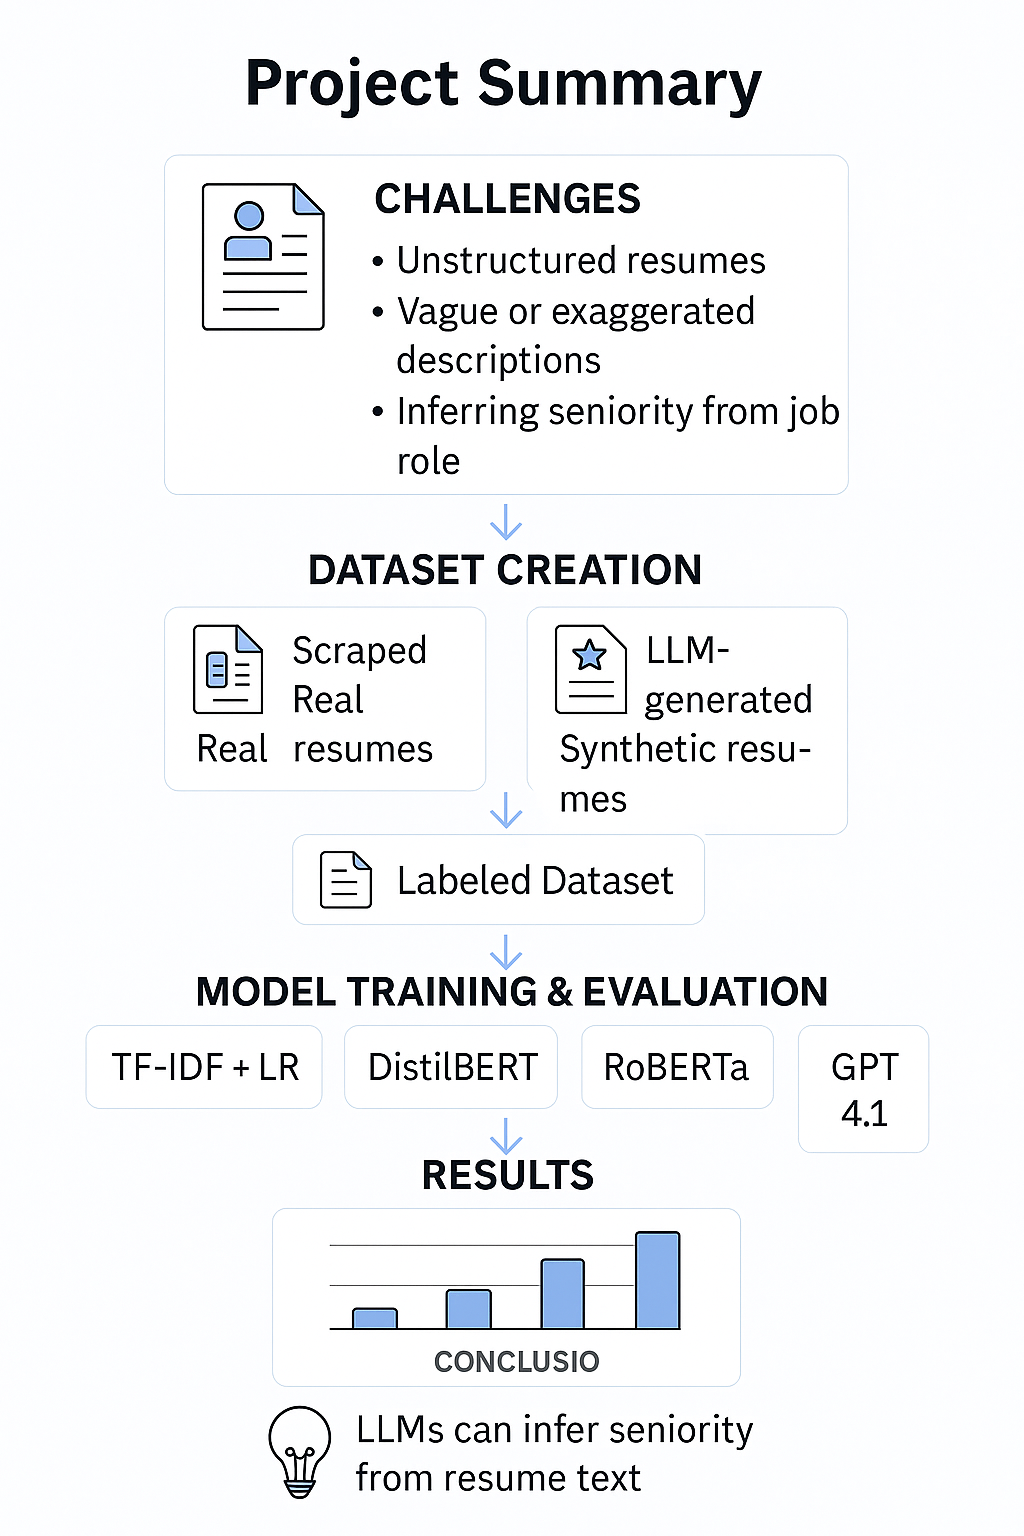 Project Summary
CHALLENGES
• Unstructured resumes
• Vague or exaggerated
descriptions
• Inferring seniority from job
role
DATASET CREATION
Scraped
Real
Real resumes
LLM-
generated
Synthetic resu-
mes
Labeled Dataset
MODEL TRAINING & EVALUATION
TF-IDF + LR
DistilBERT
RoBERTa
GPT
4.1
RESULTS
CONCLUSIO
LLMs can infer seniority
from resume text